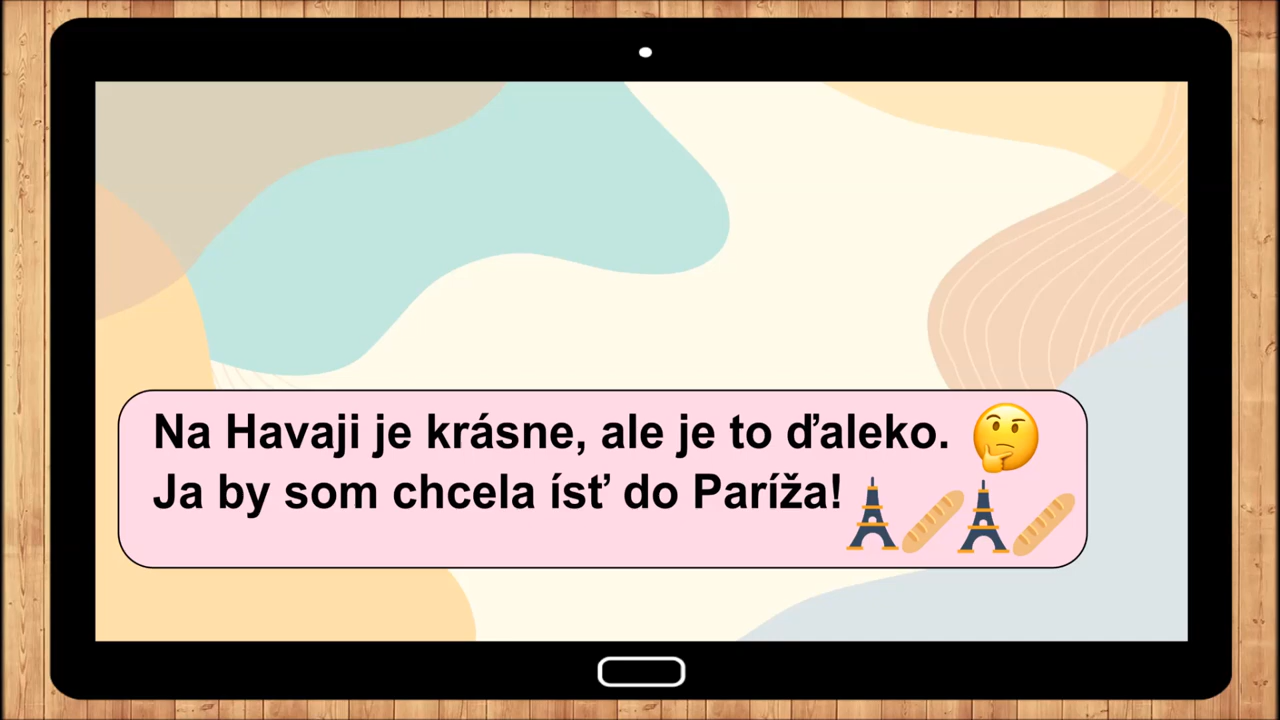 Na Havaji je krásne, ale je to ďaleko. 🤔
Ja by som chcela ísť do Paríža! 🗼🥖🗼🥖